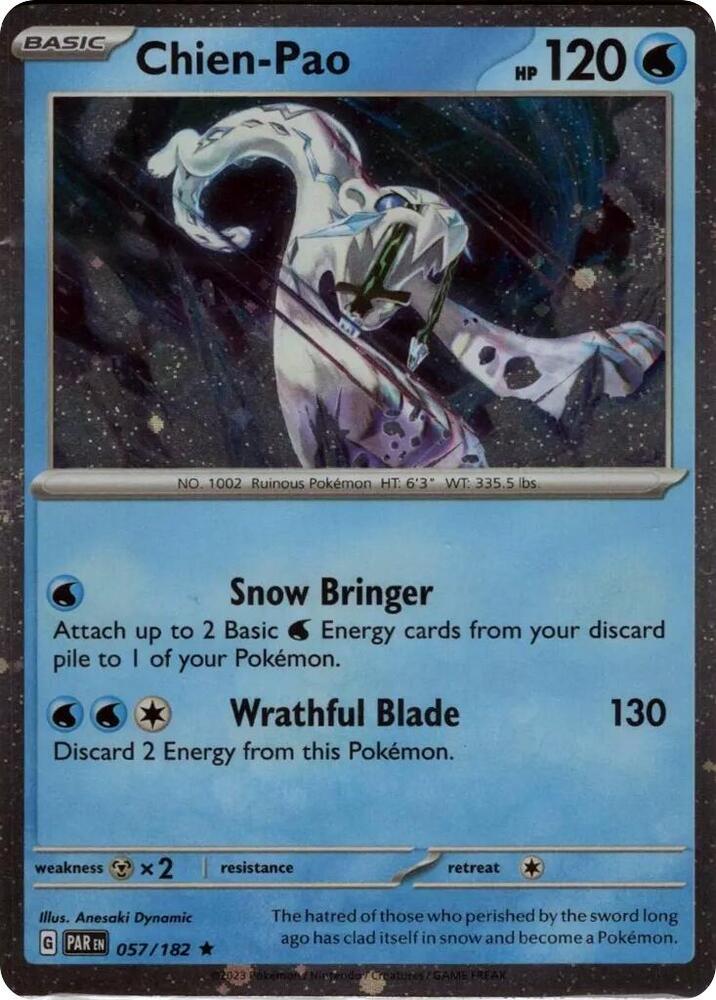 BASIC
Chien-Pao
HP 120
NO. 1002 Ruinous Pokémon HT: 6'3" WT: 335.5 lbs.
Snow Bringer
Attach up to 2 Basic Energy cards from your discard
pile to 1 of your Pokémon.
Wrathful Blade 130
Discard 2 Energy from this Pokémon.
weakness ×2 resistance retreat
Illus. Anesaki Dynamic
The hatred of those who perished by the sword long
ago has clad itself in snow and become a Pokémon.
G PAR EN 057/182 ★
©2023 Pokémon / Nintendo / Creatures / GAME FREAK